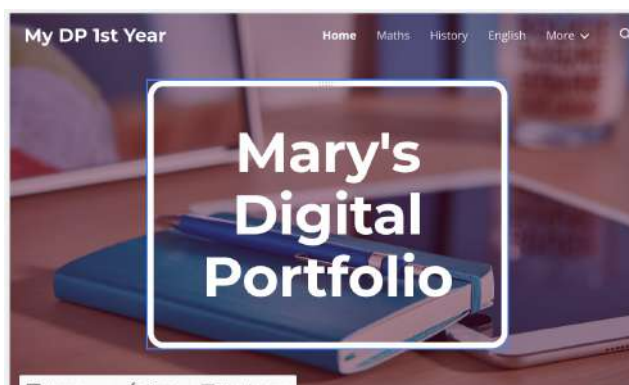 My DP 1st Year
Home Maths History English More
Mary's
Digital
Portfolio